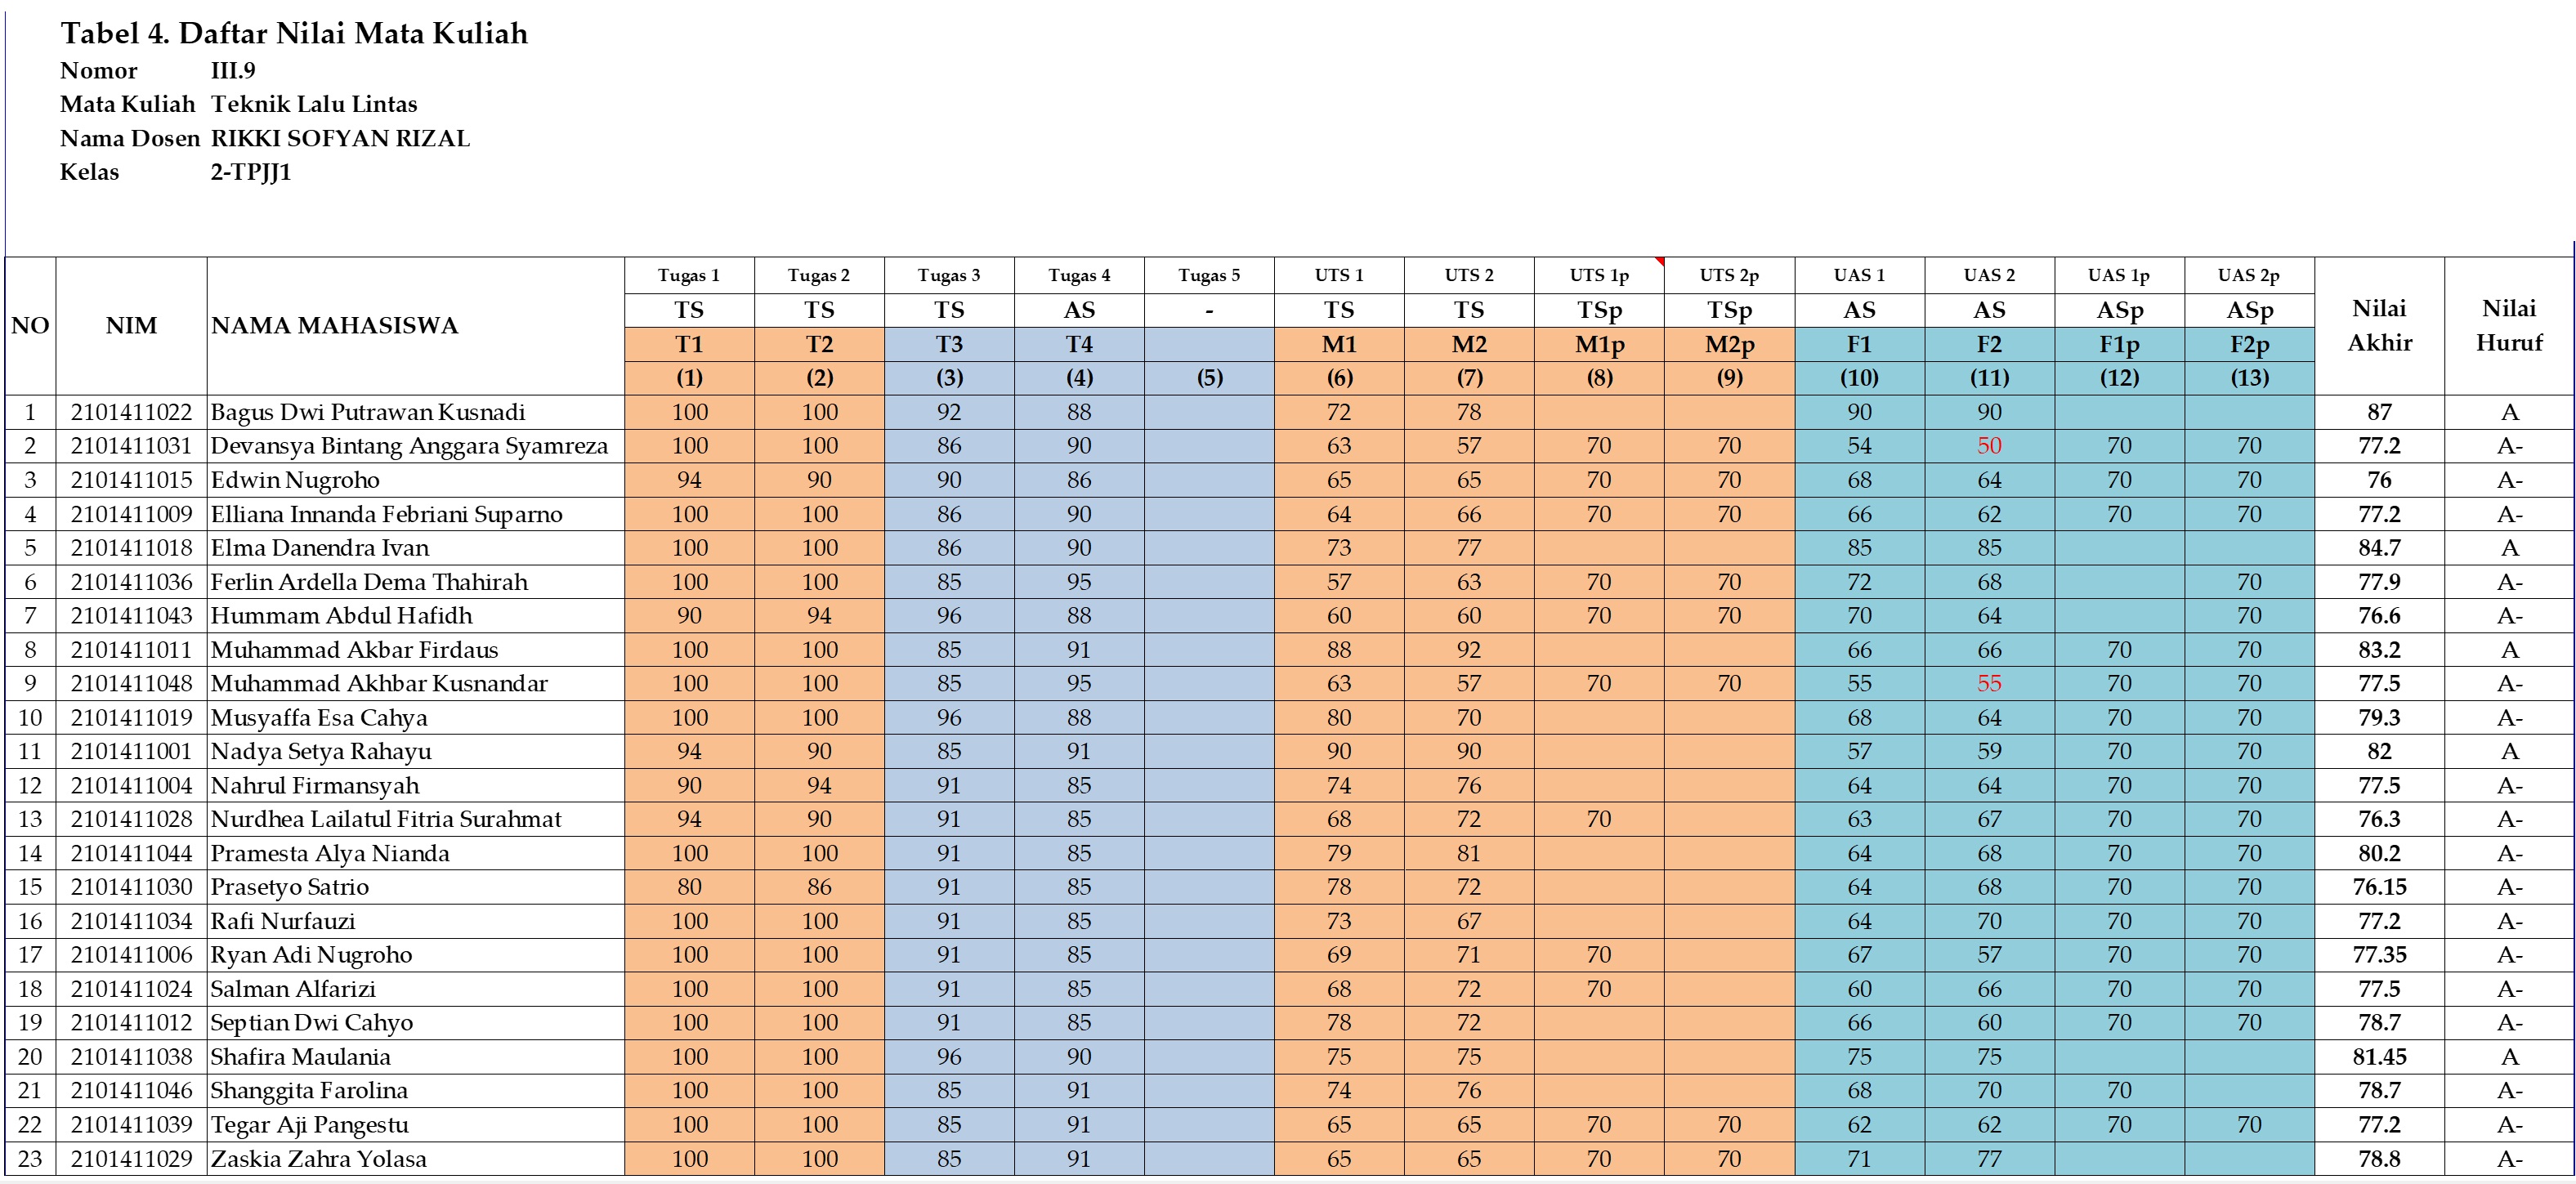 Tabel 4. Daftar Nilai Mata Kuliah
Nomor III.9
Mata Kuliah Teknik Lalu Lintas
Nama Dosen RIKKI SOFYAN RIZAL
Kelas 2-TPJJ1
NO NIM NAMA MAHASISWA Tugas 1 Tugas 2 Tugas 3 Tugas 4 Tugas 5 UTS 1 UTS 2 UTS 1p UTS 2p UAS 1 UAS 2 UAS 1p UAS 2p Nilai Akhir Nilai Huruf
TS TS TS AS - TS TS TSp TSp AS AS ASp ASp
T1 T2 T3 T4 M1 M2 M1p M2p F1 F2 F1p F2p
(1) (2) (3) (4) (5) (6) (7) (8) (9) (10) (11) (12) (13)
1 2101411022 Bagus Dwi Putrawan Kusnadi 100 100 92 88 72 78 90 90 87 A
2 2101411031 Devansya Bintang Anggara Syamreza 100 100 86 90 63 57 70 70 54 50 70 70 77.2 A-
3 2101411015 Edwin Nugroho 94 90 90 86 65 65 70 70 68 64 70 70 76 A-
4 2101411009 Elliana Innanda Febriani Suparno 100 100 86 90 64 66 70 70 66 62 70 70 77.2 A-
5 2101411018 Elma Danendra Ivan 100 100 86 90 73 77 85 85 84.7 A
6 2101411036 Ferlin Ardella Dema Thahirah 100 100 85 95 57 63 70 70 72 68 70 77.9 A-
7 2101411043 Hummam Abdul Hafidh 90 94 96 88 60 60 70 70 70 64 70 76.6 A-
8 2101411011 Muhammad Akbar Firdaus 100 100 85 91 88 92 66 66 70 70 83.2 A
9 2101411048 Muhammad Akhbar Kusnandar 100 100 85 95 63 57 70 70 55 55 70 70 77.5 A-
10 2101411019 Musyaffa Esa Cahya 100 100 96 88 80 70 68 64 70 70 79.3 A-
11 2101411001 Nadya Setya Rahayu 94 90 85 91 90 90 57 59 70 70 82 A
12 2101411004 Nahrul Firmansyah 90 94 91 85 74 76 64 64 70 70 77.5 A-
13 2101411028 Nurdhea Lailatul Fitria Surahmat 94 90 91 85 68 72 70 63 67 70 70 76.3 A-
14 2101411044 Pramesta Alya Nianda 100 100 91 85 79 81 64 68 70 70 80.2 A-
15 2101411030 Prasetyo Satrio 80 86 91 85 78 72 64 68 70 70 76.15 A-
16 2101411034 Rafi Nurfauzi 100 100 91 85 73 67 64 70 70 70 77.2 A-
17 2101411006 Ryan Adi Nugroho 100 100 91 85 69 71 70 67 57 70 70 77.35 A-
18 2101411024 Salman Alfarizi 100 100 91 85 68 72 70 60 66 70 70 77.5 A-
19 2101411012 Septian Dwi Cahyo 100 100 91 85 78 72 66 60 70 70 78.7 A-
20 2101411038 Shafira Maulania 100 100 96 90 75 75 75 75 81.45 A
21 2101411046 Shanggita Farolina 100 100 85 91 74 76 68 70 70 78.7 A-
22 2101411039 Tegar Aji Pangestu 100 100 85 91 65 65 70 70 62 62 70 70 77.2 A-
23 2101411029 Zaskia Zahra Yolasa 100 100 85 91 65 65 70 70 71 77 78.8 A-